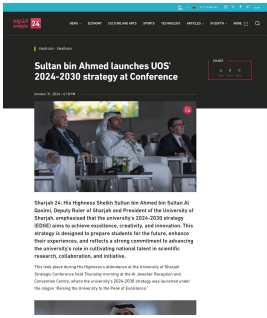 24
NEWS
ECONOMY
CULTURE AND ARTS
SPORTS
TECHNOLOGY
ARTICLES
IN DEPTH
MORE
Sultan bin Ahmed launches UOS'
2024-2030 strategy at Conference
SHARE
October 31, 2024
Sharjah 24: His Highness Sheikh Sultan bin Ahmed bin Sultan Al
Qasimi, Deputy Ruler of Sharjah and President of the University of
Sharjah, emphasised that the university's 2024-2030 strategy
(EDGE) aims to achieve excellence, creativity, and innovation. This
strategy is designed to prepare students for the future, enhance
their experiences, and reflects a strong commitment to advancing
the university's role in cultivating national talent in scientific
research, collaboration, and initiative.
This took place during His Highness's attendance at the University of Sharjah
Strategic Conference held Thursday morning at the Al Jawaher Reception and
Convention Centre, where the university's 2024-2030 strategy was launched under
the slogan "Raising the University to the Peak of Excellence."